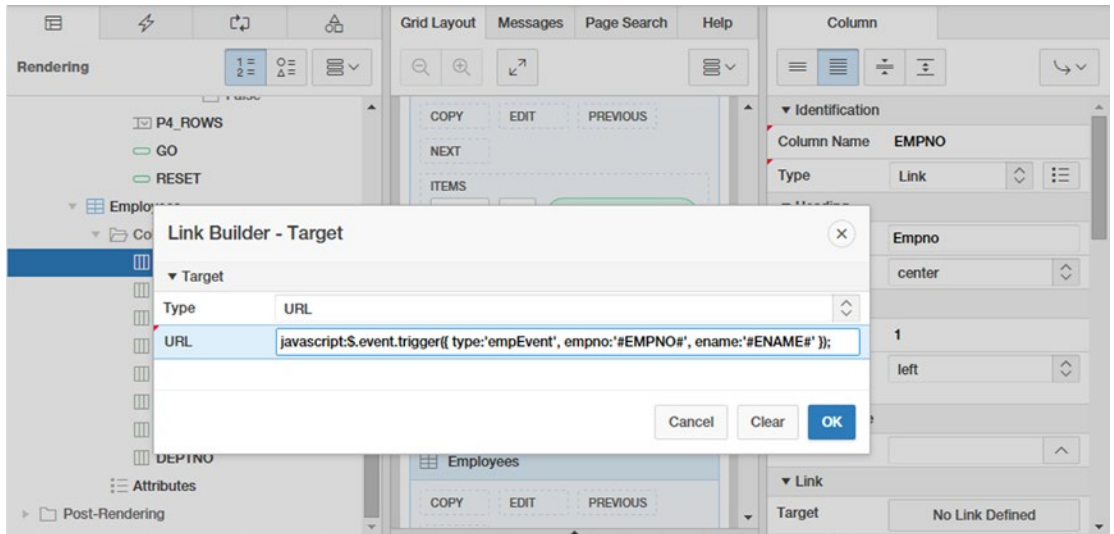 Grid Layout Messages Page Search Help
Column
Rendering
P4_ROWS
GO
RESET
COPY EDIT PREVIOUS
NEXT
ITEMS
▼ Identification
Column Name EMPNO
Type Link
Link Builder - Target
▼ Target
Type URL
URL javascript:$.event.trigger({ type:'empEvent', empno:'#EMPNO#', ename:'#ENAME#' });
Cancel Clear OK
Empno
center
1
left
DEPTNO
Attributes
Post-Rendering
Employees
COPY EDIT PREVIOUS
▼ Link
Target No Link Defined